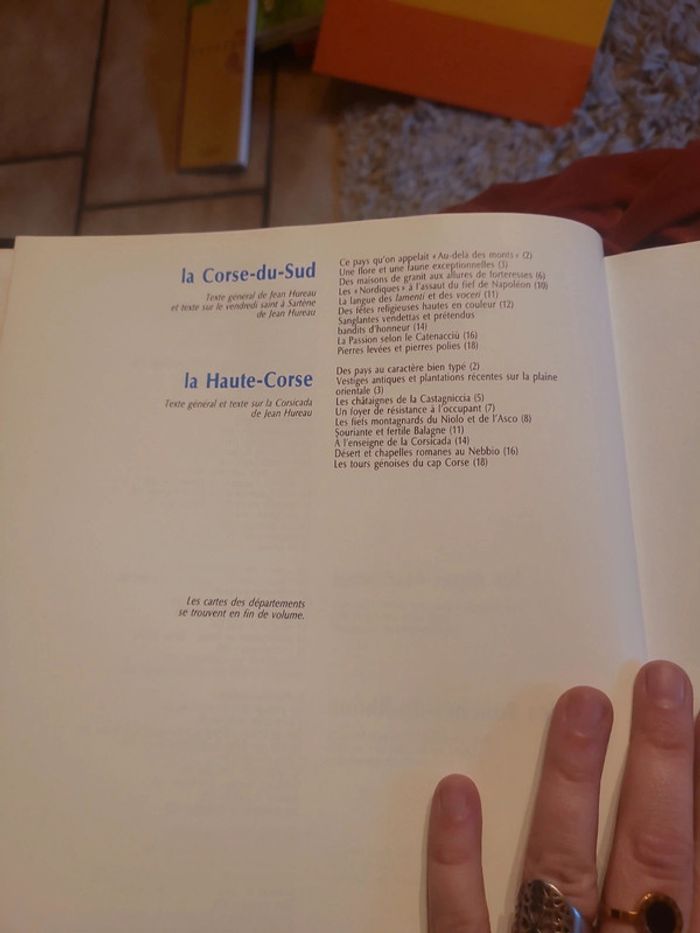 la Corse-du-Sud
Texte général de Jean Hureau
et texte sur le vendredi saint à Sartène
de Jean Hureau
Ce pays qu'on appelait « Au-delà des monts » (2)
Une flore et une faune exceptionnelles (3)
Des maisons de granit aux allures de forteresses (6)
Les « Nordiques » à l'assaut du fief de Napoléon (10)
La langue des lamenti et des voceri (11)
Des fêtes religieuses hautes en couleur (12)
Sanglantes vendettas et prétendus
bandits d'honneur (14)
La Passion selon le Catenacciù (16)
Pierres levées et pierres polies (18)
la Haute-Corse
Texte général et texte sur la Corsicada
de Jean Hureau
Des pays au caractère bien typé (2)
Vestiges antiques et plantations récentes sur la plaine
orientale (3)
Les châtaignes de la Castagniccia (5)
Un foyer de résistance à l'occupant (7)
Les fiefs montagnards du Niolo et de l'Asco (8)
Souriante et fertile Balagne (11)
À l'enseigne de la Corsicada (14)
Désert et chapelles romanes au Nebbio (16)
Les tours génoises du cap Corse (18)
Les cartes des départements
se trouvent en fin de volume.